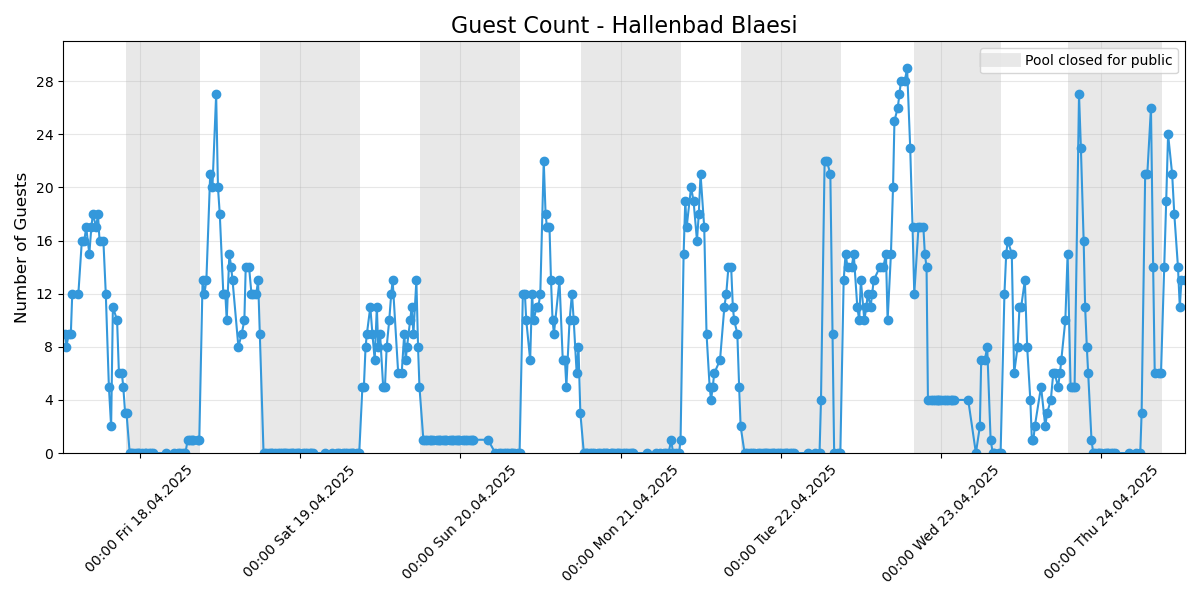 Guest Count - Hallenbad Blaesi
Pool closed for public
Number of Guests
28
24
20
16
12
8
4
0
00:00 Fri 18.04.2025
00:00 Sat 19.04.2025
00:00 Sun 20.04.2025
00:00 Mon 21.04.2025
00:00 Tue 22.04.2025
00:00 Wed 23.04.2025
00:00 Thu 24.04.2025